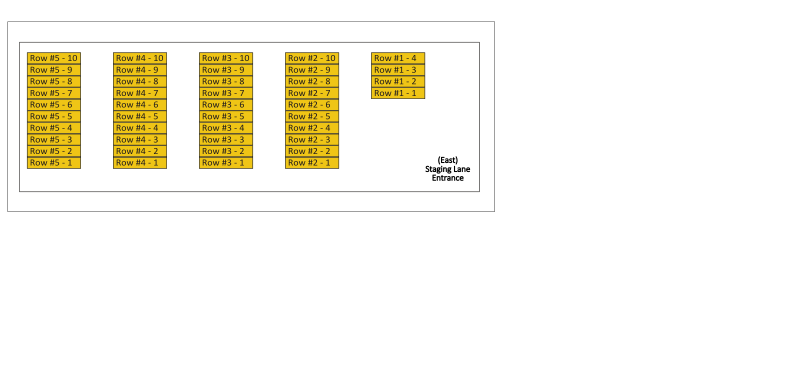 Row #5 - 10 Row #4 - 10 Row #3 - 10 Row #2 - 10 Row #1 - 4
Row #5 - 9 Row #4 - 9 Row #3 - 9 Row #2 - 9 Row #1 - 3
Row #5 - 8 Row #4 - 8 Row #3 - 8 Row #2 - 8 Row #1 - 2
Row #5 - 7 Row #4 - 7 Row #3 - 7 Row #2 - 7 Row #1 - 1
Row #5 - 6 Row #4 - 6 Row #3 - 6 Row #2 - 6
Row #5 - 5 Row #4 - 5 Row #3 - 5 Row #2 - 5
Row #5 - 4 Row #4 - 4 Row #3 - 4 Row #2 - 4
Row #5 - 3 Row #4 - 3 Row #3 - 3 Row #2 - 3
Row #5 - 2 Row #4 - 2 Row #3 - 2 Row #2 - 2
Row #5 - 1 Row #4 - 1 Row #3 - 1 Row #2 - 1
(East)
Staging Lane
Entrance